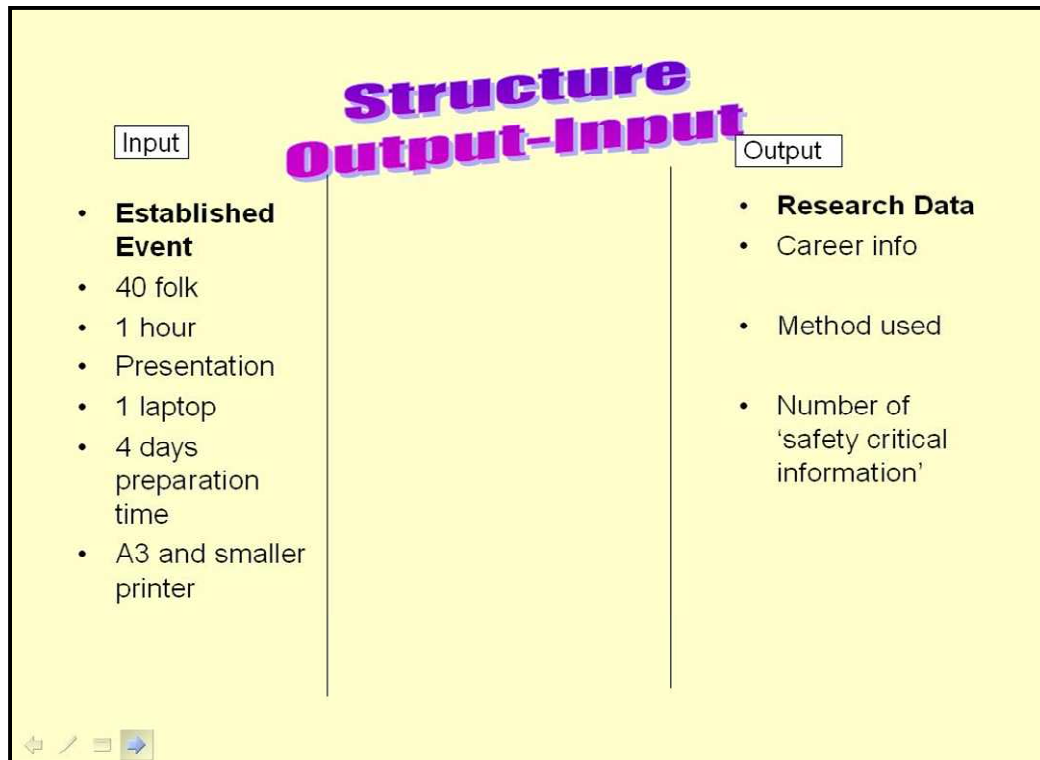 Structure
Output-Input
Input
• Established
Event
• 40 folk
• 1 hour
• Presentation
• 1 laptop
• 4 days
preparation
time
• A3 and smaller
printer
Output
• Research Data
• Career info
• Method used
• Number of
‘safety critical
information’